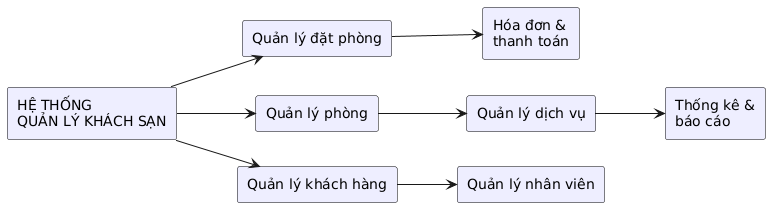 HỆ THỐNG
QUẢN LÝ KHÁCH SẠN
Quản lý đặt phòng
Hóa đơn &
thanh toán
Quản lý phòng
Quản lý dịch vụ
Thống kê &
báo cáo
Quản lý khách hàng
Quản lý nhân viên